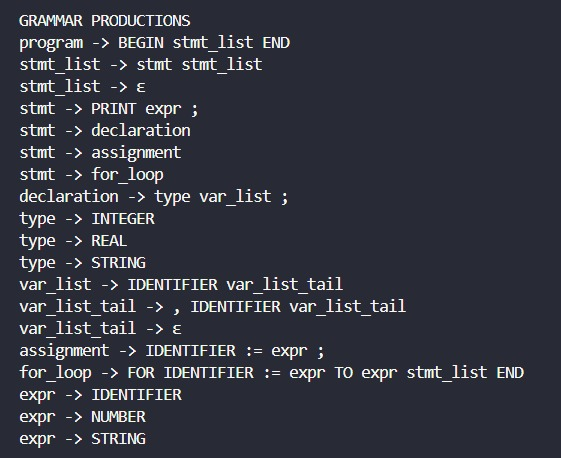 GRAMMAR PRODUCTIONS
program -> BEGIN stmt_list END
stmt_list -> stmt stmt_list
stmt_list -> ε
stmt -> PRINT expr ;
stmt -> declaration
stmt -> assignment
stmt -> for_loop
declaration -> type var_list ;
type -> INTEGER
type -> REAL
type -> STRING
var_list -> IDENTIFIER var_list_tail
var_list_tail -> , IDENTIFIER var_list_tail
var_list_tail -> ε
assignment -> IDENTIFIER := expr ;
for_loop -> FOR IDENTIFIER := expr TO expr stmt_list END
expr -> IDENTIFIER
expr -> NUMBER
expr -> STRING